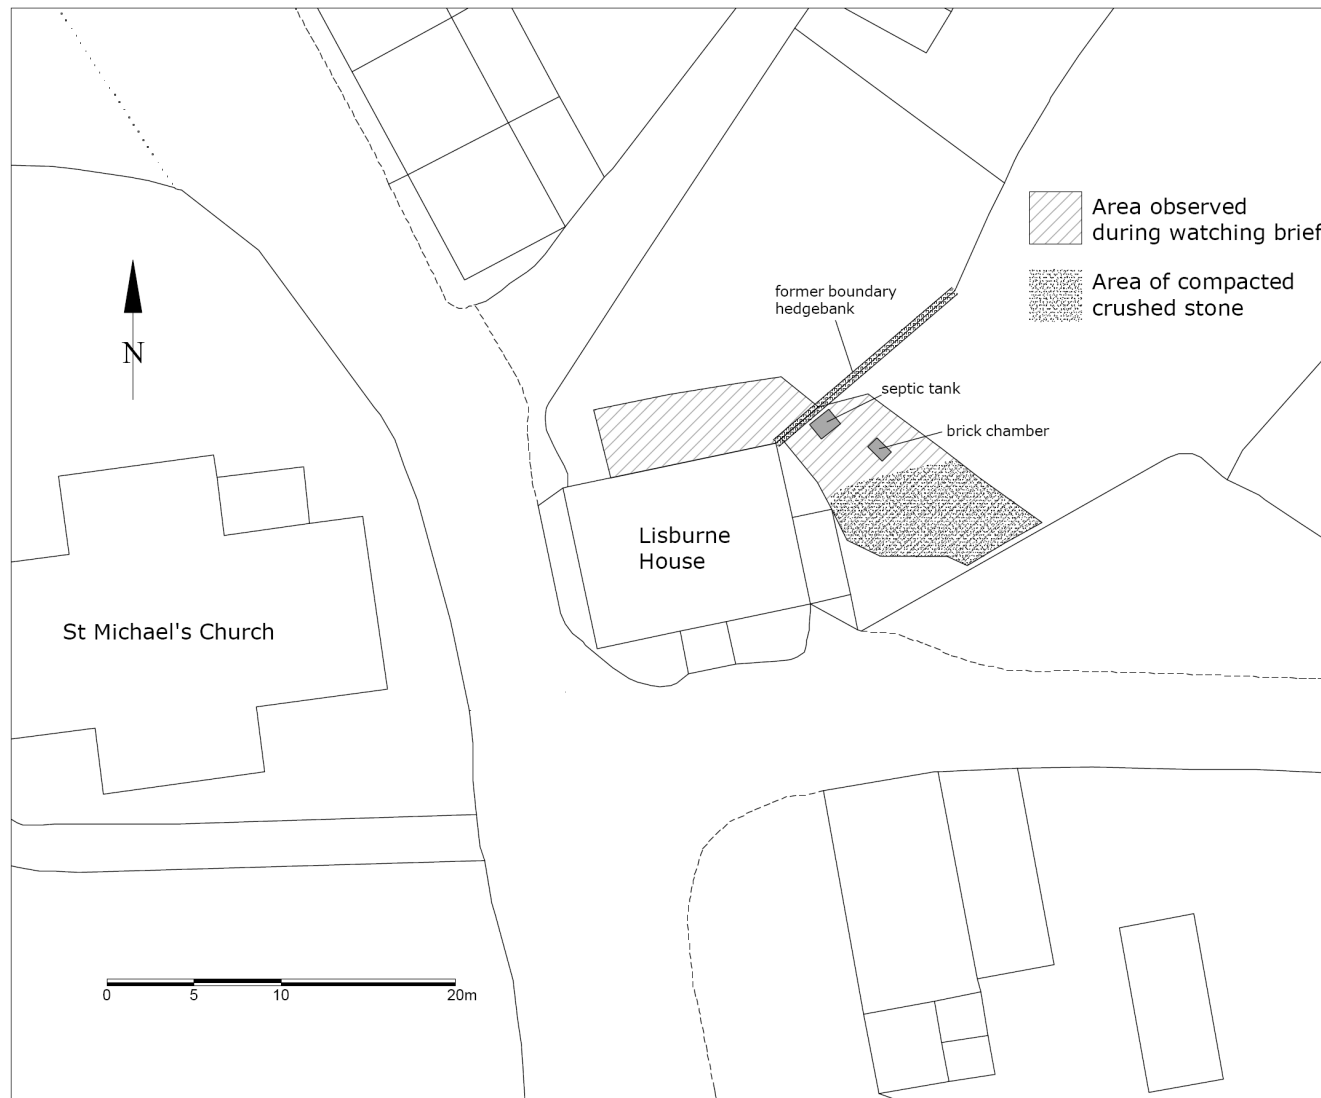 Area observed
during watching brief
Area of compacted
crushed stone
former boundary
hedgebank
septic tank
brick chamber
N
Lisburne
House
St Michael's Church
0 5 10 20m